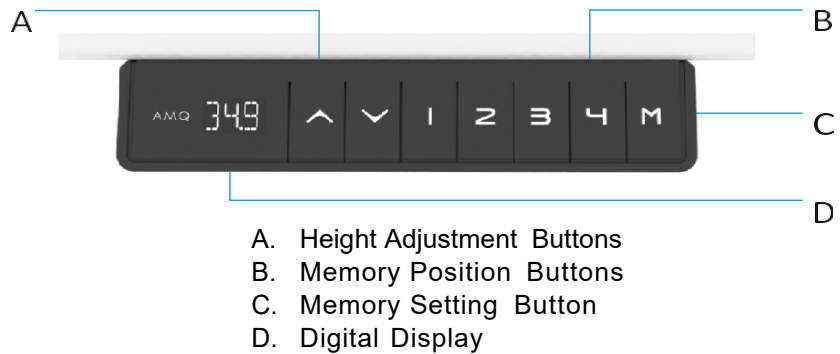 A
B
AMQ 34.9 1 2 3 4 M
C
D
A. Height Adjustment Buttons
B. Memory Position Buttons
C. Memory Setting Button
D. Digital Display